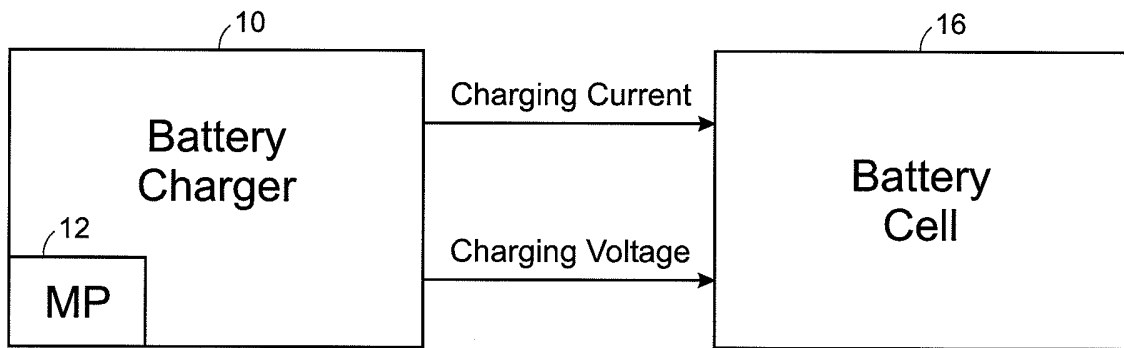 10
16
Charging Current
Battery
Charger
Battery
Cell
12
Charging Voltage
MP